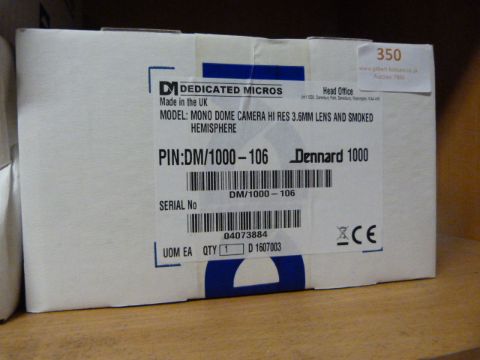 350
DM DEDICATED MICROS
Head Office
Made in the UK
MODEL: MONO DOME CAMERA HI RES 3.6MM LENS AND SMOKED
HEMISPHERE
PIN:DM/1000-106 Dennard 1000
DM/1000-106
SERIAL No
04073884
UOM EA QTY 1 D 1607003
CE